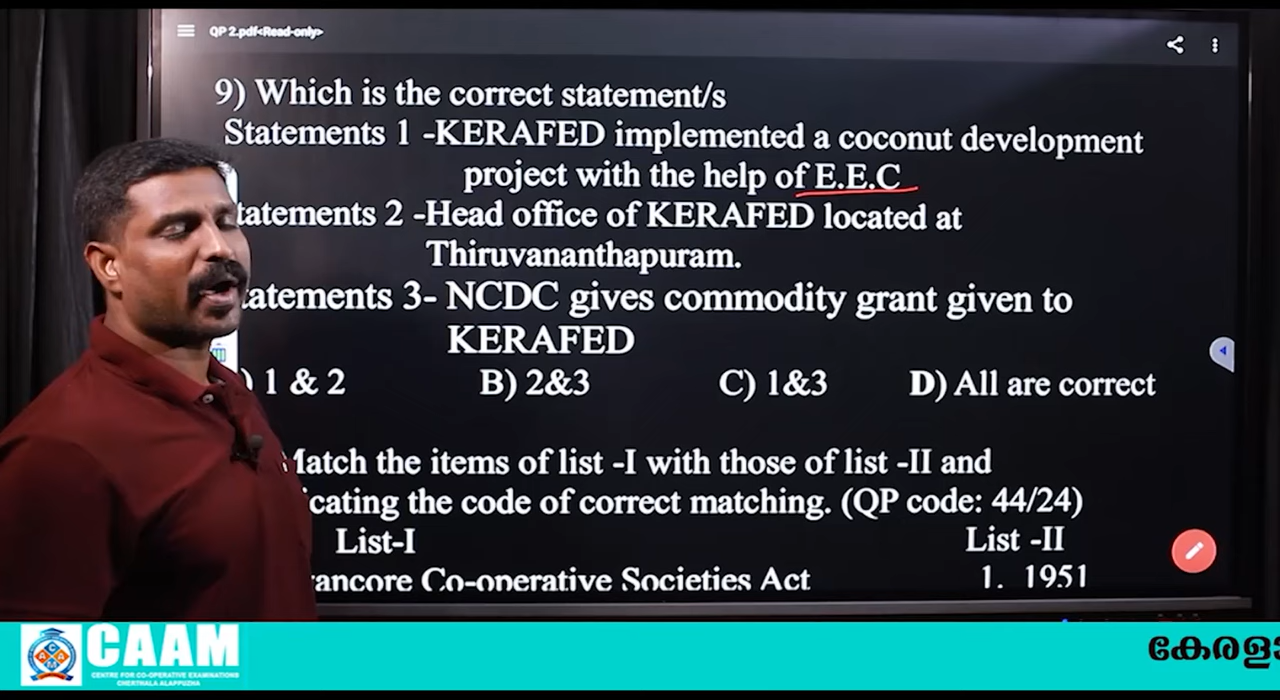 QP 2.pdf<Read-only>
9) Which is the correct statement/s
Statements 1 -KERAFED implemented a coconut development
project with the help of E.E.C
tatements 2 -Head office of KERAFED located at
Thiruvananthapuram.
tatements 3- NCDC gives commodity grant given to
KERAFED
) 1 & 2 B) 2&3 C) 1&3 D) All are correct
Match the items of list -I with those of list -II and
icating the code of correct matching. (QP code: 44/24)
List-I List -II
vancore Co-operative Societies Act 1. 1951
CAAM
CENTRE FOR CO-OPERATIVE EXAMINATIONS
CHERTHALA ALAPPUZHA